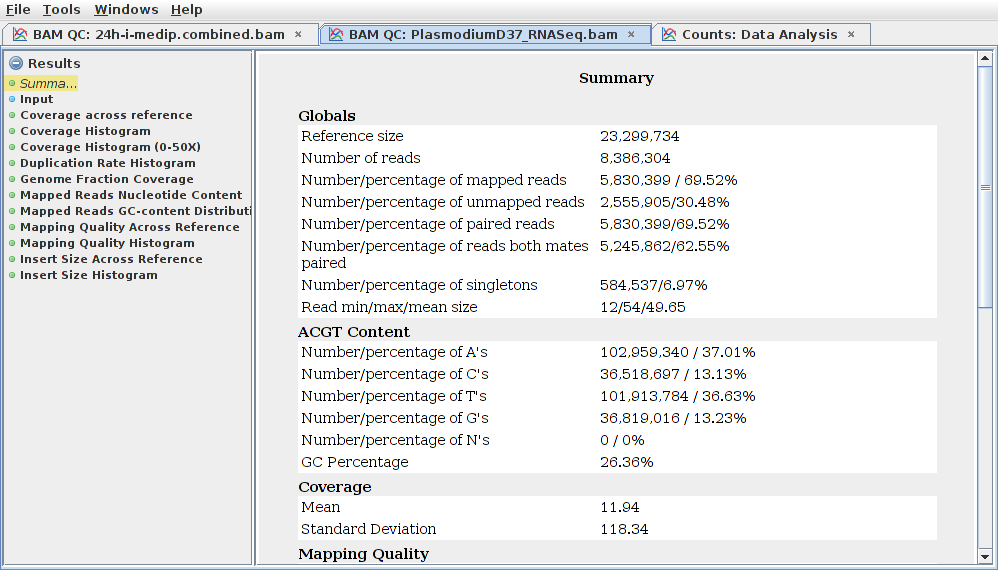 File Tools Windows Help
BAM QC: 24h-i-medip.combined.bam × BAM QC: PlasmodiumD37_RNASeq.bam × Counts: Data Analysis ×
Results
Summa...
Input
Coverage across reference
Coverage Histogram
Coverage Histogram (0-50X)
Duplication Rate Histogram
Genome Fraction Coverage
Mapped Reads Nucleotide Content
Mapped Reads GC-content Distributi
Mapping Quality Across Reference
Mapping Quality Histogram
Insert Size Across Reference
Insert Size Histogram
Summary
Globals
Reference size 23,299,734
Number of reads 8,386,304
Number/percentage of mapped reads 5,830,399 / 69.52%
Number/percentage of unmapped reads 2,555,905/30.48%
Number/percentage of paired reads 5,830,399/69.52%
Number/percentage of reads both mates 5,245,862/62.55%
paired
Number/percentage of singletons 584,537/6.97%
Read min/max/mean size 12/54/49.65
ACGT Content
Number/percentage of A's 102,959,340 / 37.01%
Number/percentage of C's 36,518,697 / 13.13%
Number/percentage of T's 101,913,784 / 36.63%
Number/percentage of G's 36,819,016 / 13.23%
Number/percentage of N's 0 / 0%
GC Percentage 26.36%
Coverage
Mean 11.94
Standard Deviation 118.34
Mapping Quality